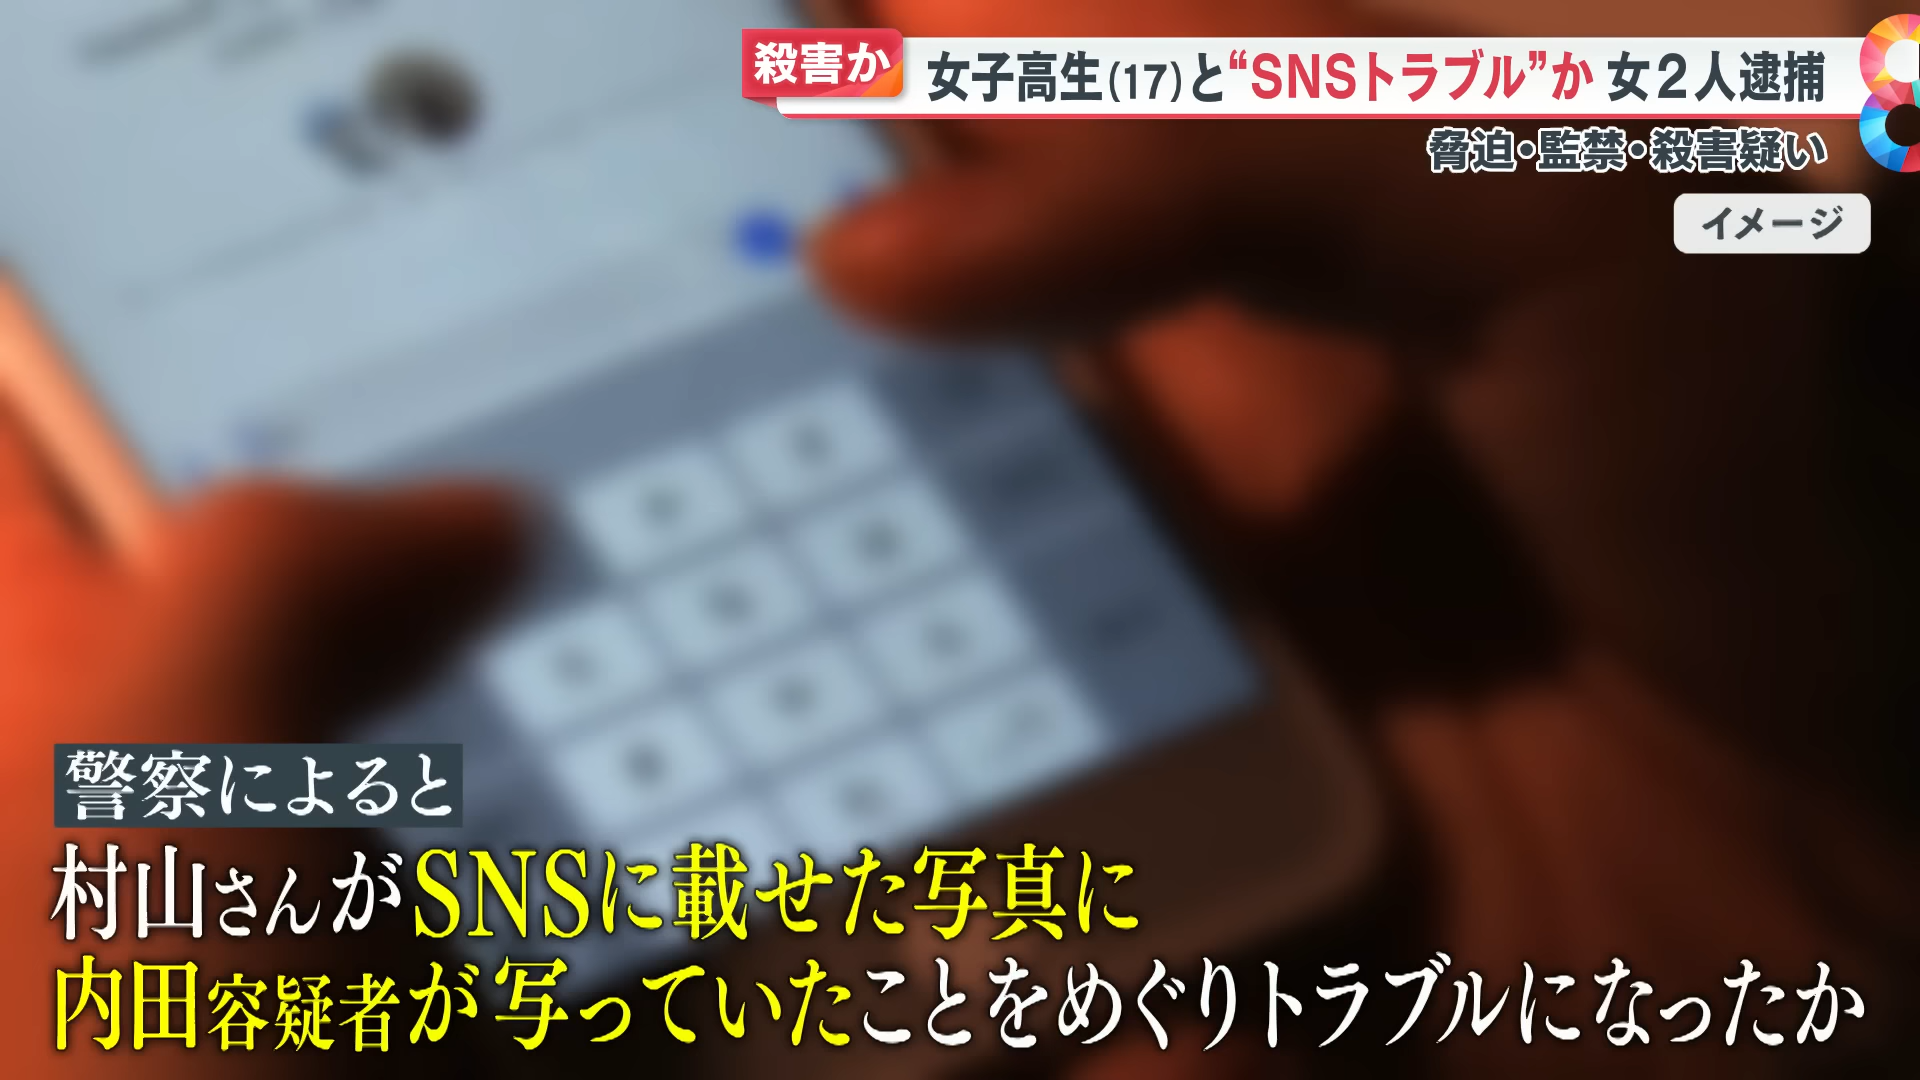 殺害か
女子高生(17)と“SNSトラブル”か 女2人逮捕
脅迫・監禁・殺害疑い
イメージ
警察によると
村山さんがSNSに載せた写真に
内田容疑者が写っていたことをめぐりトラブルになったか